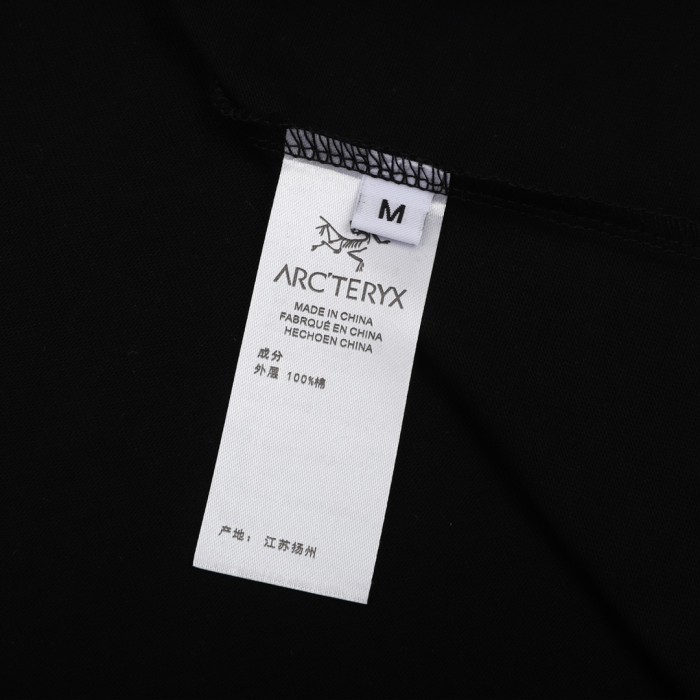 M
ARC'TERYX
MADE IN CHINA
FABRQUÉ EN CHINA
HECHOEN CHINA
成分
外层 100%棉
产地：江苏扬州